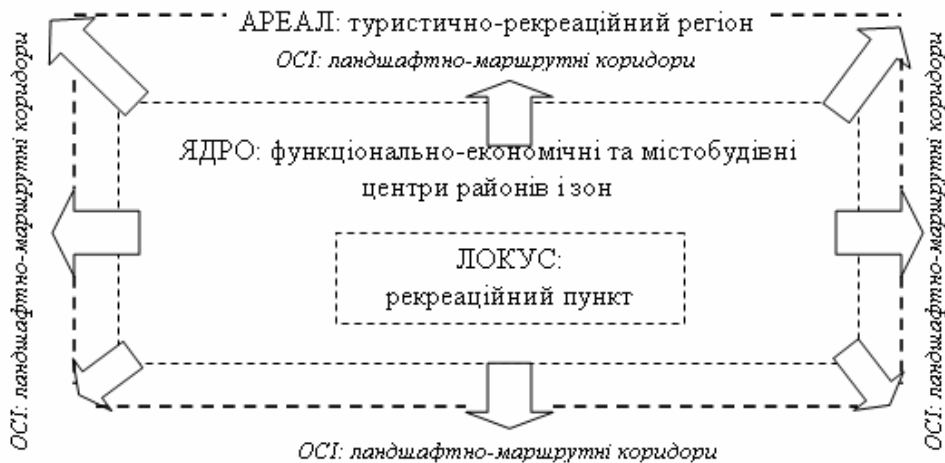 АРЕАЛ: туристично-рекреаційний регіон
ОСІ: ландшафтно-маршрутні коридори
ЯДРО: функціонально-економічні та містобудівні
центри районів і зон
ЛОКУС:
рекреаційний пункт
ОСІ: ландшафтно-маршрутні коридори
ОСІ: ландшафтно-маршрутні коридори
ОСІ: ландшафтно-маршрутні коридори